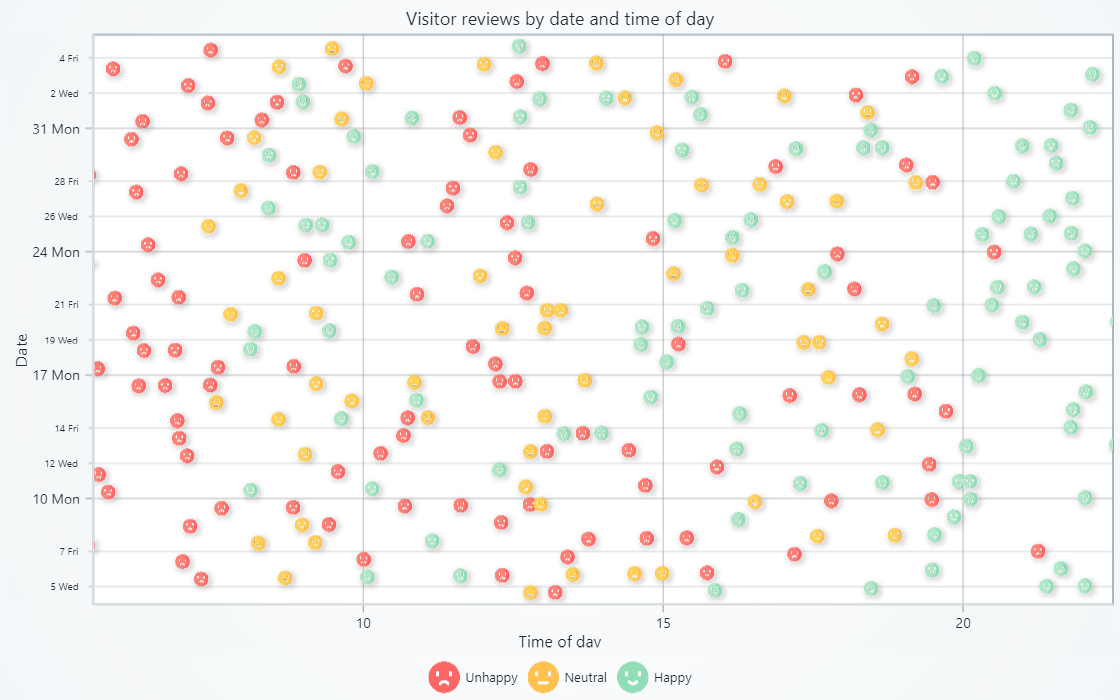 Visitor reviews by date and time of day
4 Fri
2 Wed
31 Mon
28 Fri
26 Wed
24 Mon
21 Fri
19 Wed
17 Mon
14 Fri
12 Wed
10 Mon
7 Fri
5 Wed
Date
10
15
20
Time of day
Unhappy
Neutral
Happy